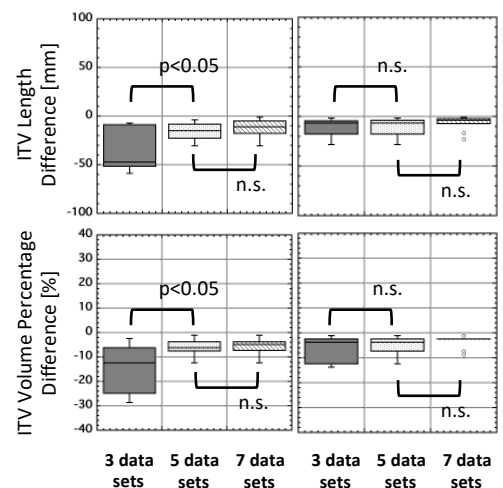 ITV Length
Difference [mm]
100
50
0
-50
-100
p<0.05
n.s.
n.s.
n.s.
ITV Volume Percentage
Difference [%]
40
30
20
10
0
-10
-20
-30
-40
p<0.05
n.s.
n.s.
n.s.
3 data
sets
5 data
sets
7 data
sets
3 data
sets
5 data
sets
7 data
sets